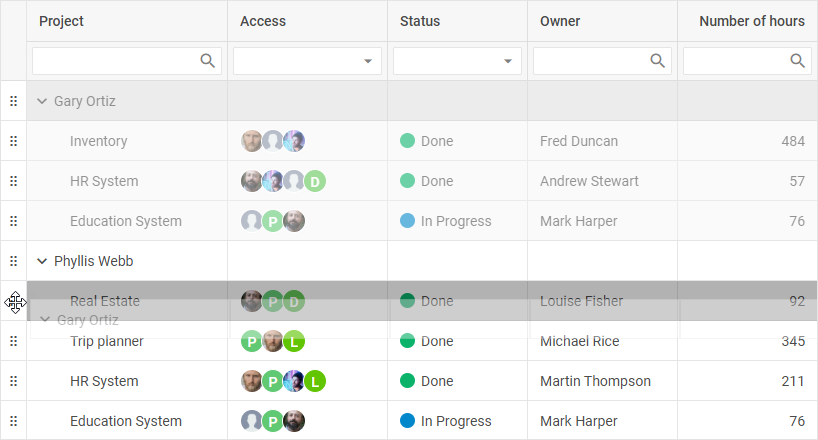 Project Access Status Owner Number of hours
Gary Ortiz
Inventory Done Fred Duncan 484
HR System D Done Andrew Stewart 57
Education System P In Progress Mark Harper 76
Phyllis Webb
Real Estate P D Done Louise Fisher 92
Gary Ortiz
Trip planner P L Done Michael Rice 345
HR System P L Done Martin Thompson 211
Education System P In Progress Mark Harper 76